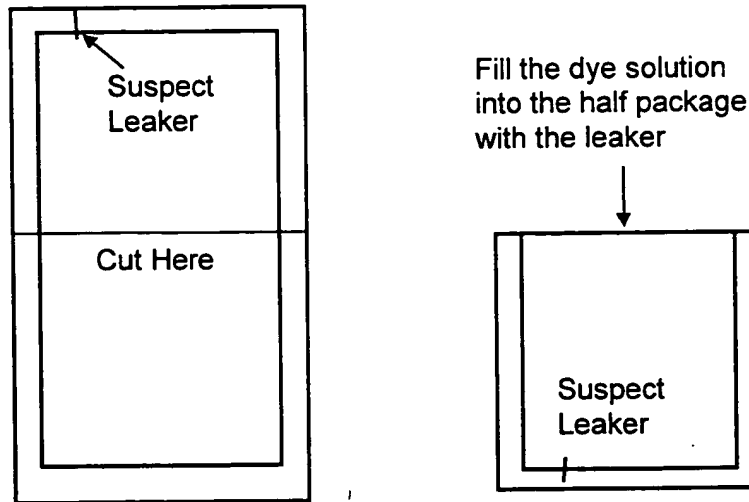 Suspect
Leaker
Cut Here
Fill the dye solution
into the half package
with the leaker
Suspect
Leaker